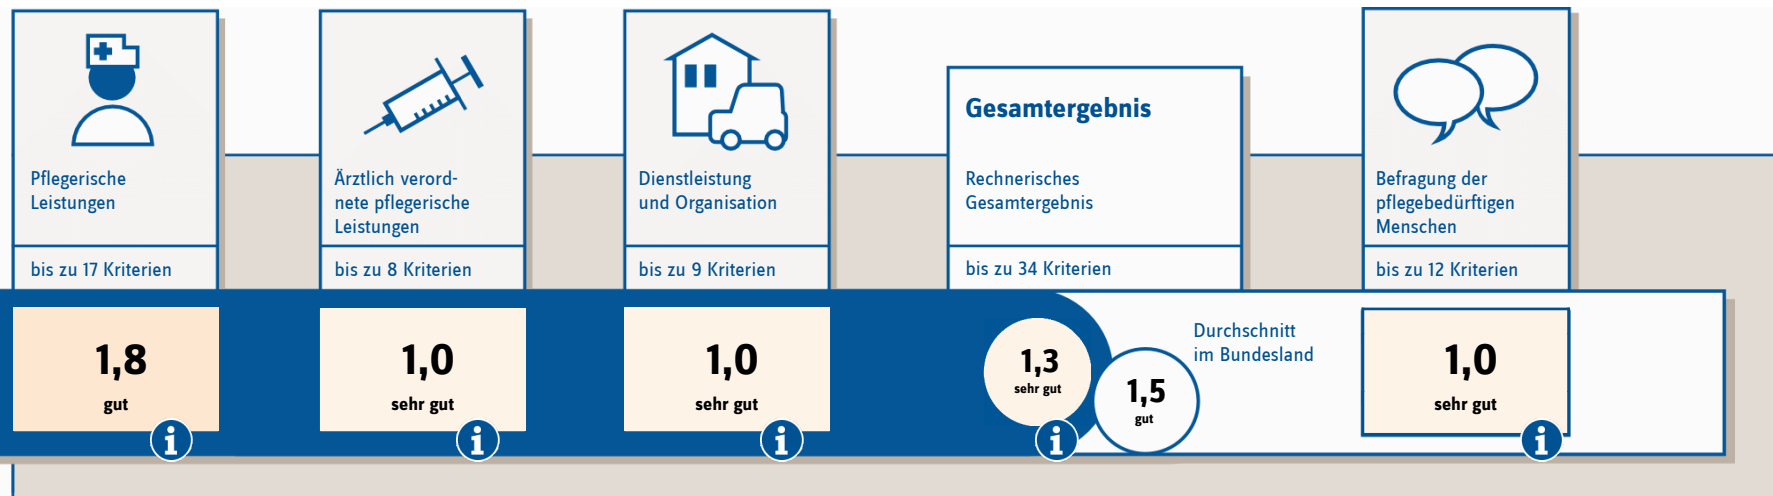 Pflegerische
Leistungen
bis zu 17 Kriterien
1,8
gut
i
Ärztlich verord-
nete pflegerische
Leistungen
bis zu 8 Kriterien
1,0
sehr gut
i
Dienstleistung
und Organisation
bis zu 9 Kriterien
1,0
sehr gut
i
Gesamtergebnis
Rechnerisches
Gesamtergebnis
bis zu 34 Kriterien
1,3
sehr gut
i
1,5
gut
Durchschnitt
im Bundesland
Befragung der
pflegebedürftigen
Menschen
bis zu 12 Kriterien
1,0
sehr gut
i